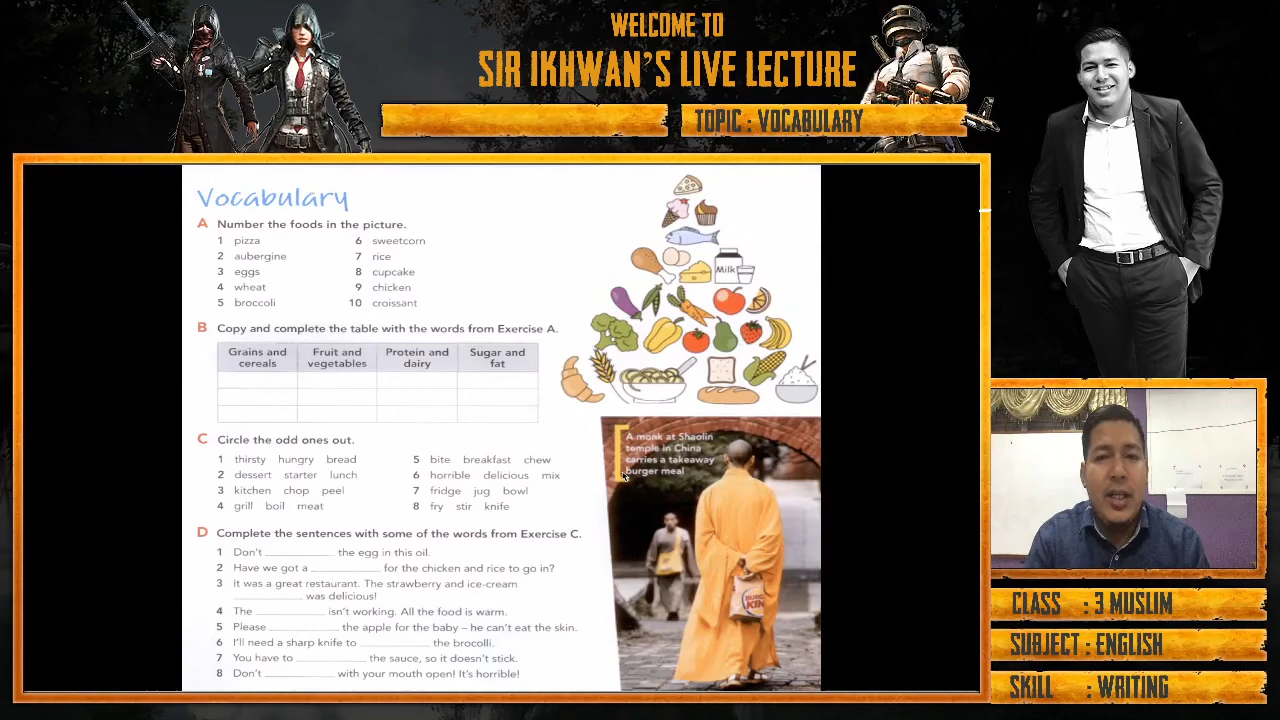 WELCOME TO
SIR IKHWAN'S LIVE LECTURE
TOPIC : VOCABULARY
Vocabulary
A Number the foods in the picture.
1 pizza 6 sweetcorn
2 aubergine 7 rice
3 eggs 8 cupcake
4 wheat 9 chicken
5 broccoli 10 croissant
Milk
B Copy and complete the table with the words from Exercise A.
Grains and cereals Fruit and vegetables Protein and dairy Sugar and fat
C Circle the odd ones out.
1 thirsty hungry bread 5 bite breakfast chew
2 dessert starter lunch 6 horrible delicious mix
3 kitchen chop peel 7 fridge jug bowl
4 grill boil meat 8 fry stir knife
A monk at Shaolin
temple in China
carries a takeaway
burger meal
D Complete the sentences with some of the words from Exercise C.
1 Don't ____ the egg in this oil.
2 Have we got a ____ for the chicken and rice to go in?
3 It was a great restaurant. The strawberry and ice-cream
____ was delicious!
4 The ____ isn't working. All the food is warm.
5 Please ____ the apple for the baby – he can't eat the skin.
6 I'll need a sharp knife to ____ the brocolli.
7 You have to ____ the sauce, so it doesn't stick.
8 Don't ____ with your mouth open! It's horrible!
CLASS : 3 MUSLIM
SUBJECT : ENGLISH
SKILL : WRITING